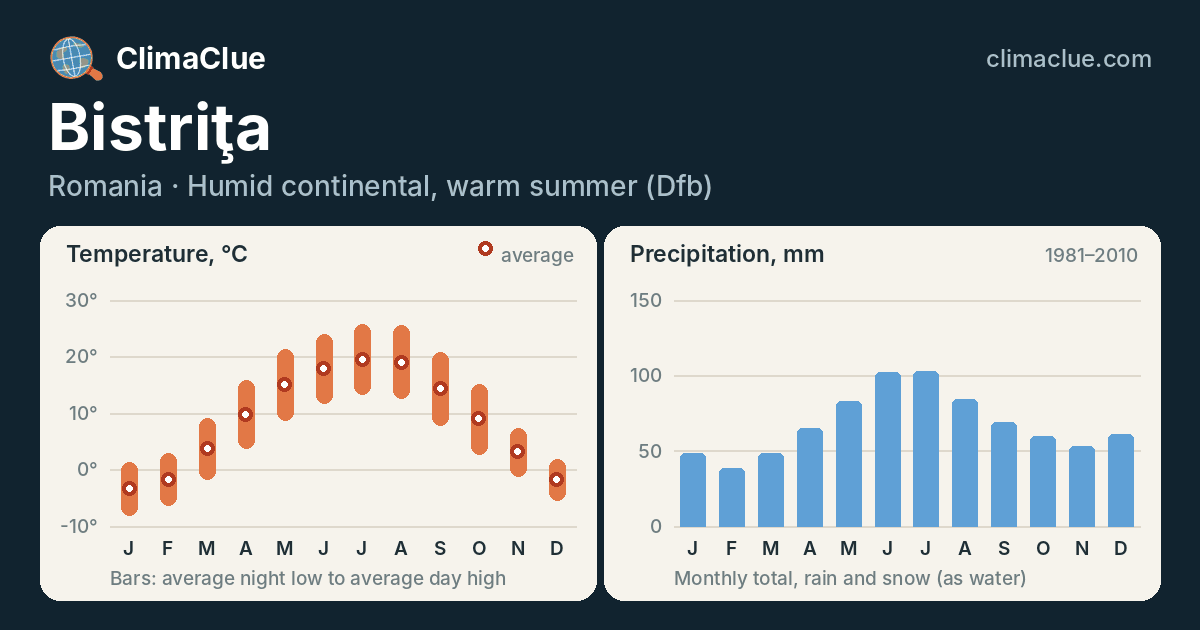 ClimaClue
climaclue.com
Bistriţa
Romania · Humid continental, warm summer (Dfb)
Temperature, °C
average
30°
20°
10°
0°
-10°
J F M A M J J A S O N D
Bars: average night low to average day high
Precipitation, mm
1981–2010
150
100
50
0
J F M A M J J A S O N D
Monthly total, rain and snow (as water)